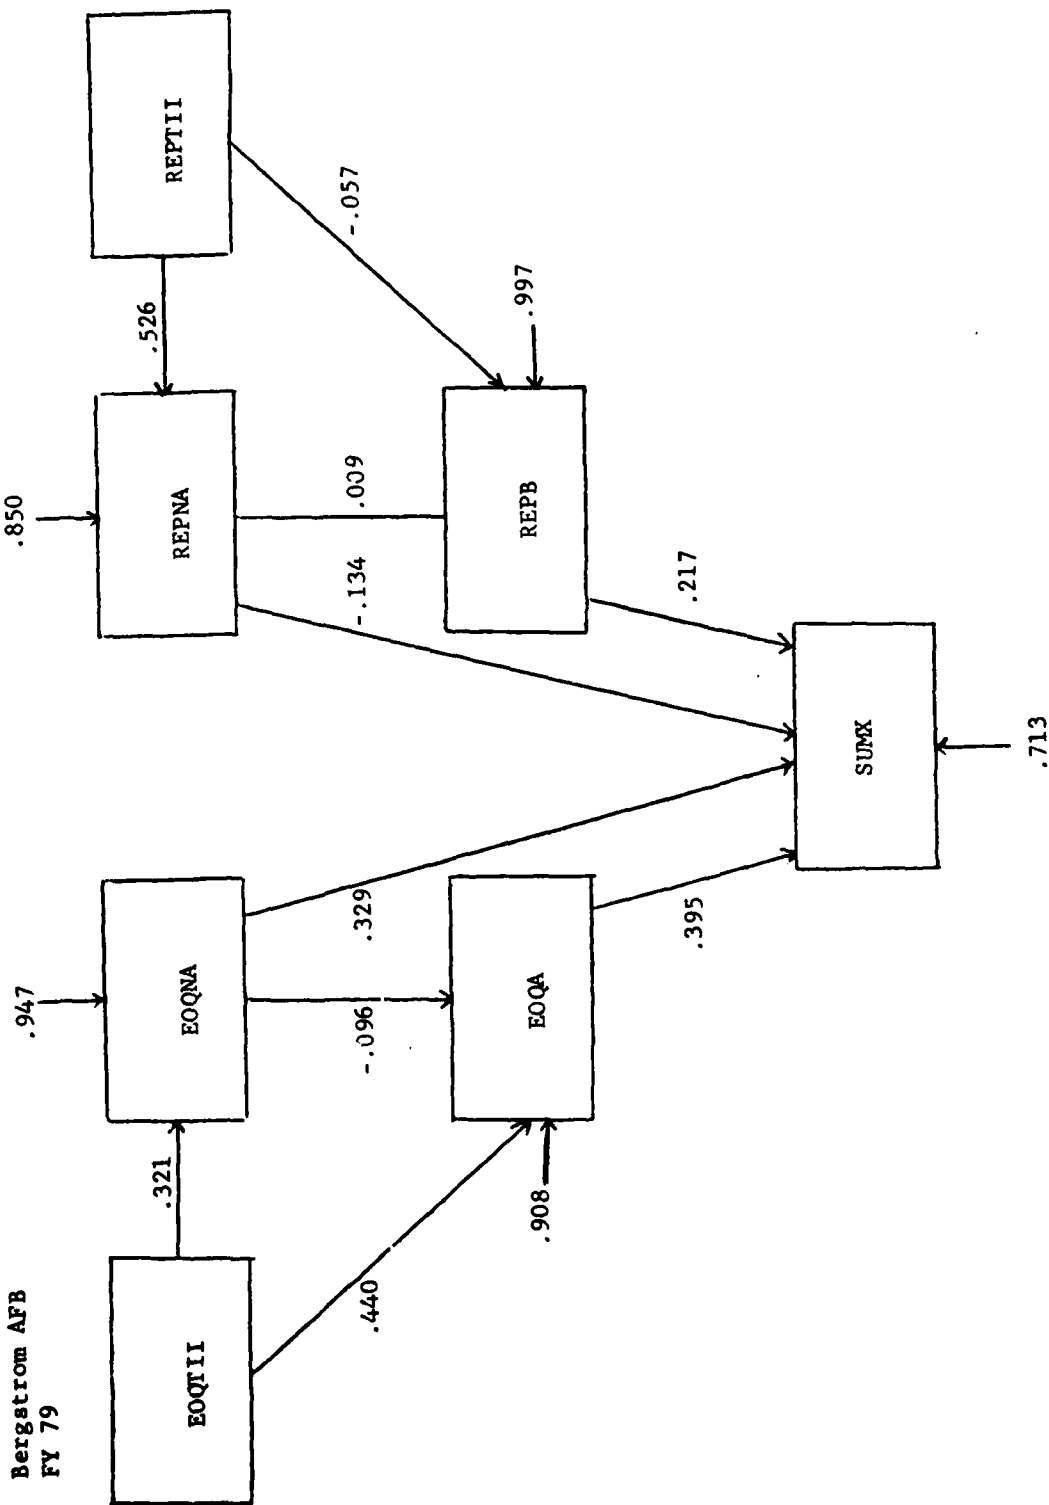 Bergstrom AFB
FY 79
.947
.850
EOQTII
.321
EOQNA
REPNA
.526
REPTII
.440
-.096
.329
-.134
.009
-.057
.908
EOQA
REPB
.997
.395
.217
SUMX
.713